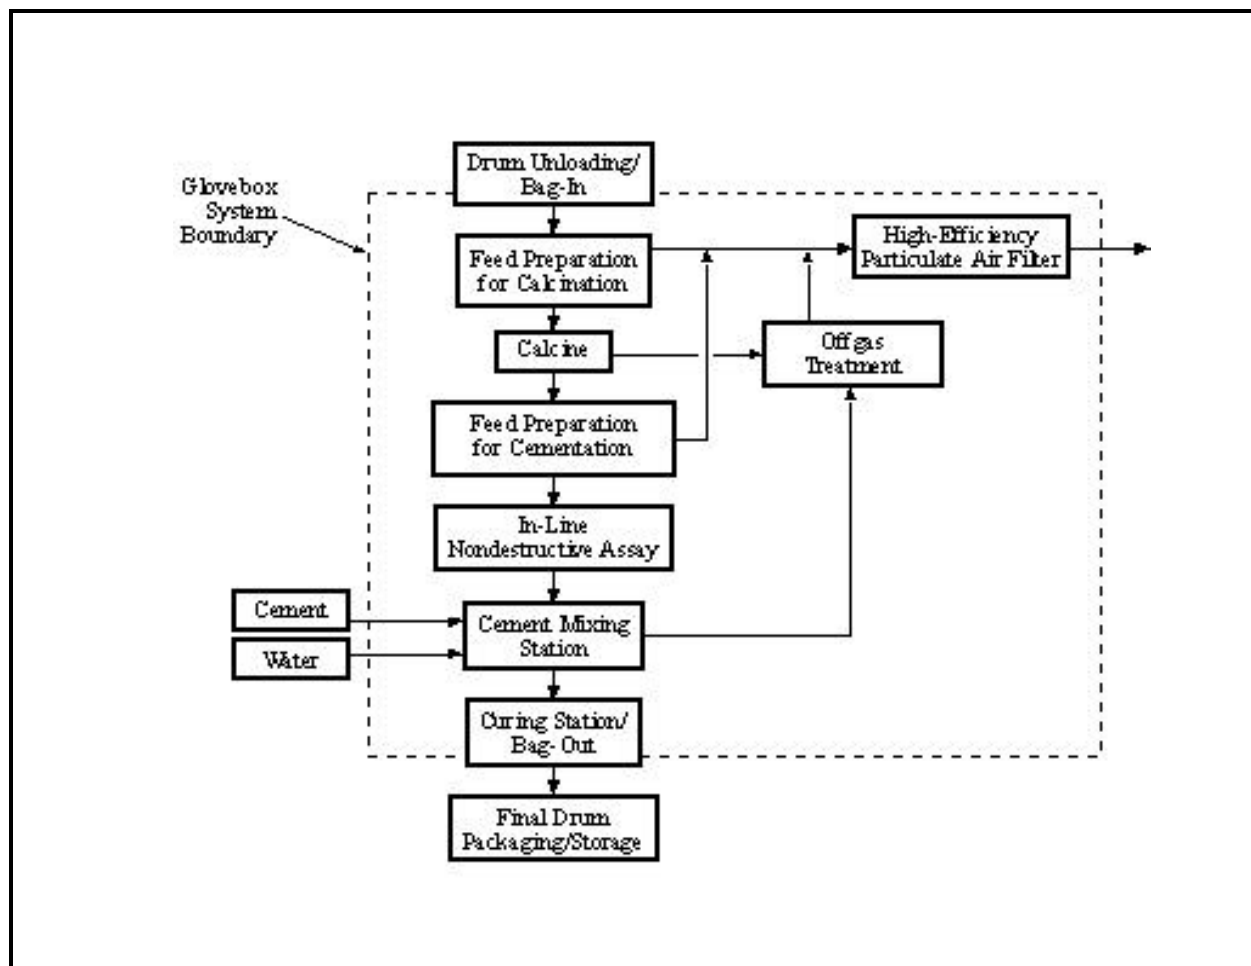 Drum Unloading/
Bag-In
Glovebox
System
Boundary
Feed Preparation
for Calcination
High-Efficiency
Particulate Air Filter
Calcine
Offgas
Treatment
Feed Preparation
for Cementation
In-Line
Nondestructive Assay
Cement
Water
Cement Mixing
Station
Curing Station/
Bag-Out
Final Drum
Packaging/Storage